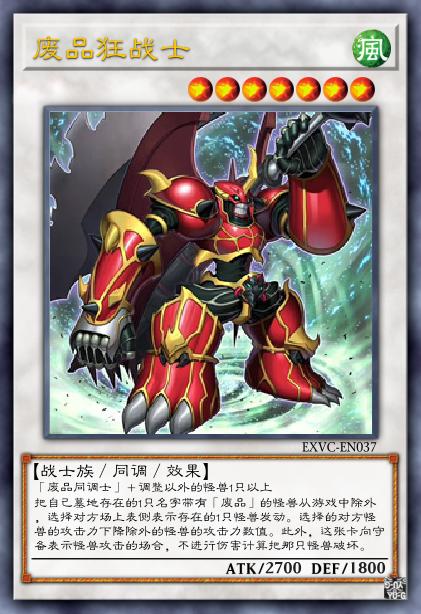 废品狂战士
風
EXVC-EN037
【战士族／同调／效果】
「废品同调士」＋调整以外的怪兽1只以上
把自己墓地存在的1只名字带有「废品」的怪兽从游戏中除外
，选择对方场上表侧表示存在的1只怪兽发动。选择的对方怪
兽的攻击力下降除外的怪兽的攻击力数值。此外，这张卡向守
备表示怪兽攻击的场合，不进行伤害计算把那只怪兽破坏。
ATK/2700 DEF/1800